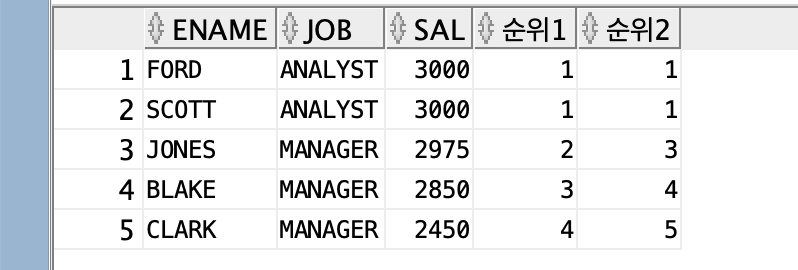 ENAME JOB SAL 순위1 순위2
1 FORD ANALYST 3000 1 1
2 SCOTT ANALYST 3000 1 1
3 JONES MANAGER 2975 2 3
4 BLAKE MANAGER 2850 3 4
5 CLARK MANAGER 2450 4 5